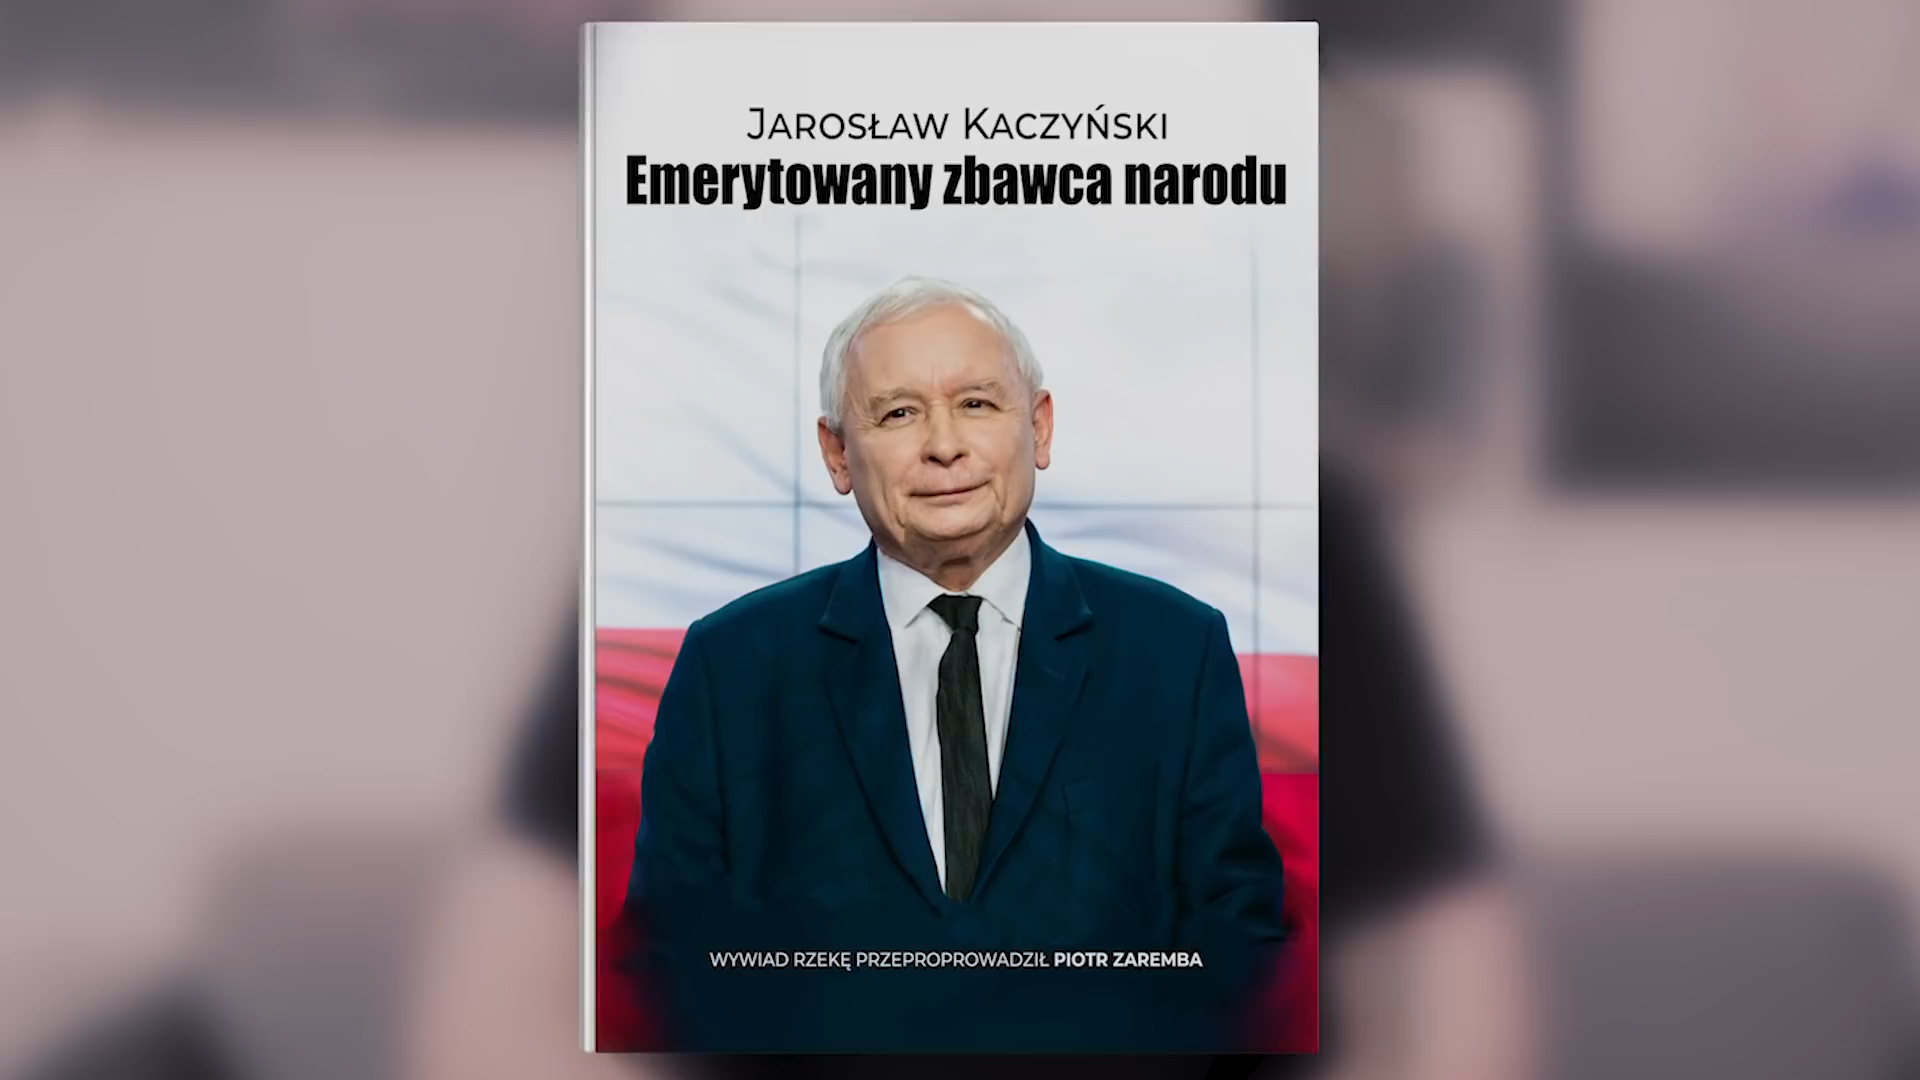 JAROSŁAW KACZYŃSKI
Emerytowany zbawca narodu
WYWIAD RZEKĘ PRZEPROPROWADZIŁ PIOTR ZAREMBA